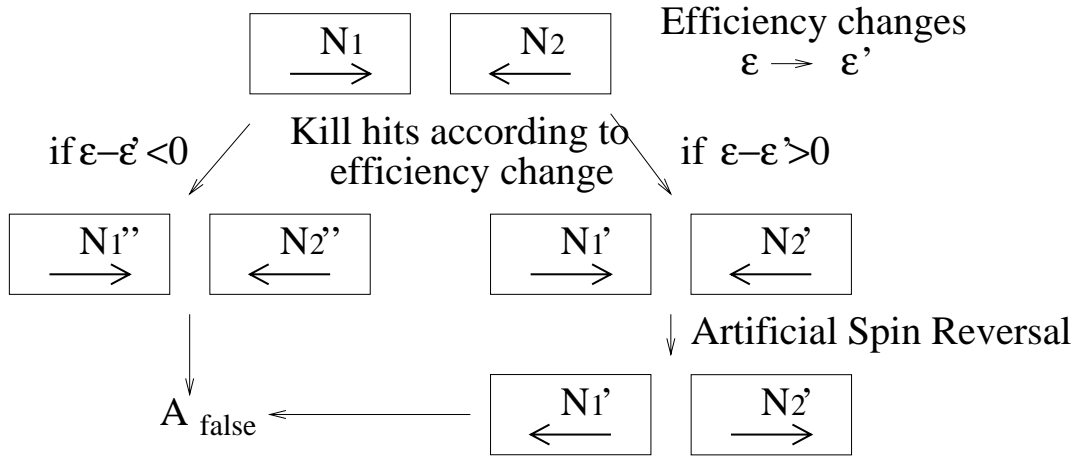 N1 N2 Efficiency changes
ε ε’
if ε−ε’<0 Kill hits according to if ε−ε’>0
efficiency change
N1’’ N2’’ N1’ N2’
Artificial Spin Reversal
A false N1’ N2’